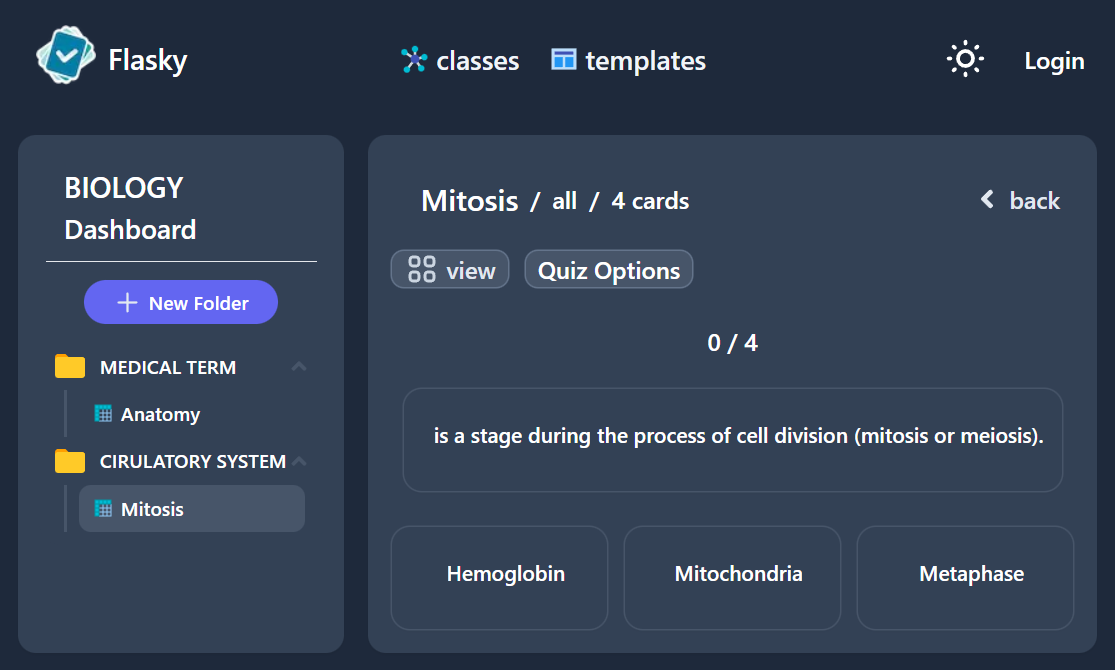 Flasky
classes
templates
Login
BIOLOGY
Dashboard
New Folder
MEDICAL TERM
Anatomy
CIRULATORY SYSTEM
Mitosis
Mitosis / all / 4 cards
back
view
Quiz Options
0 / 4
is a stage during the process of cell division (mitosis or meiosis).
Hemoglobin
Mitochondria
Metaphase